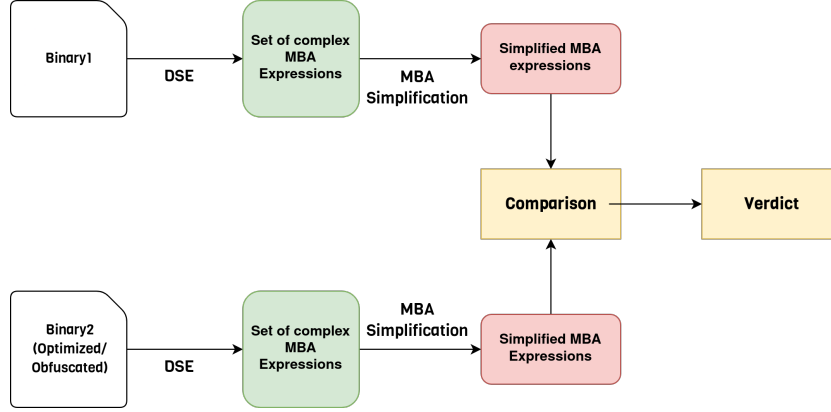 Binary1
DSE
Set of complex
MBA
Expressions
MBA
Simplification
Simplified MBA
expressions
Comparison
Verdict
Binary2
(Optimized/
Obfuscated)
DSE
Set of complex
MBA
Expressions
MBA
Simplification
Simplified MBA
Expressions